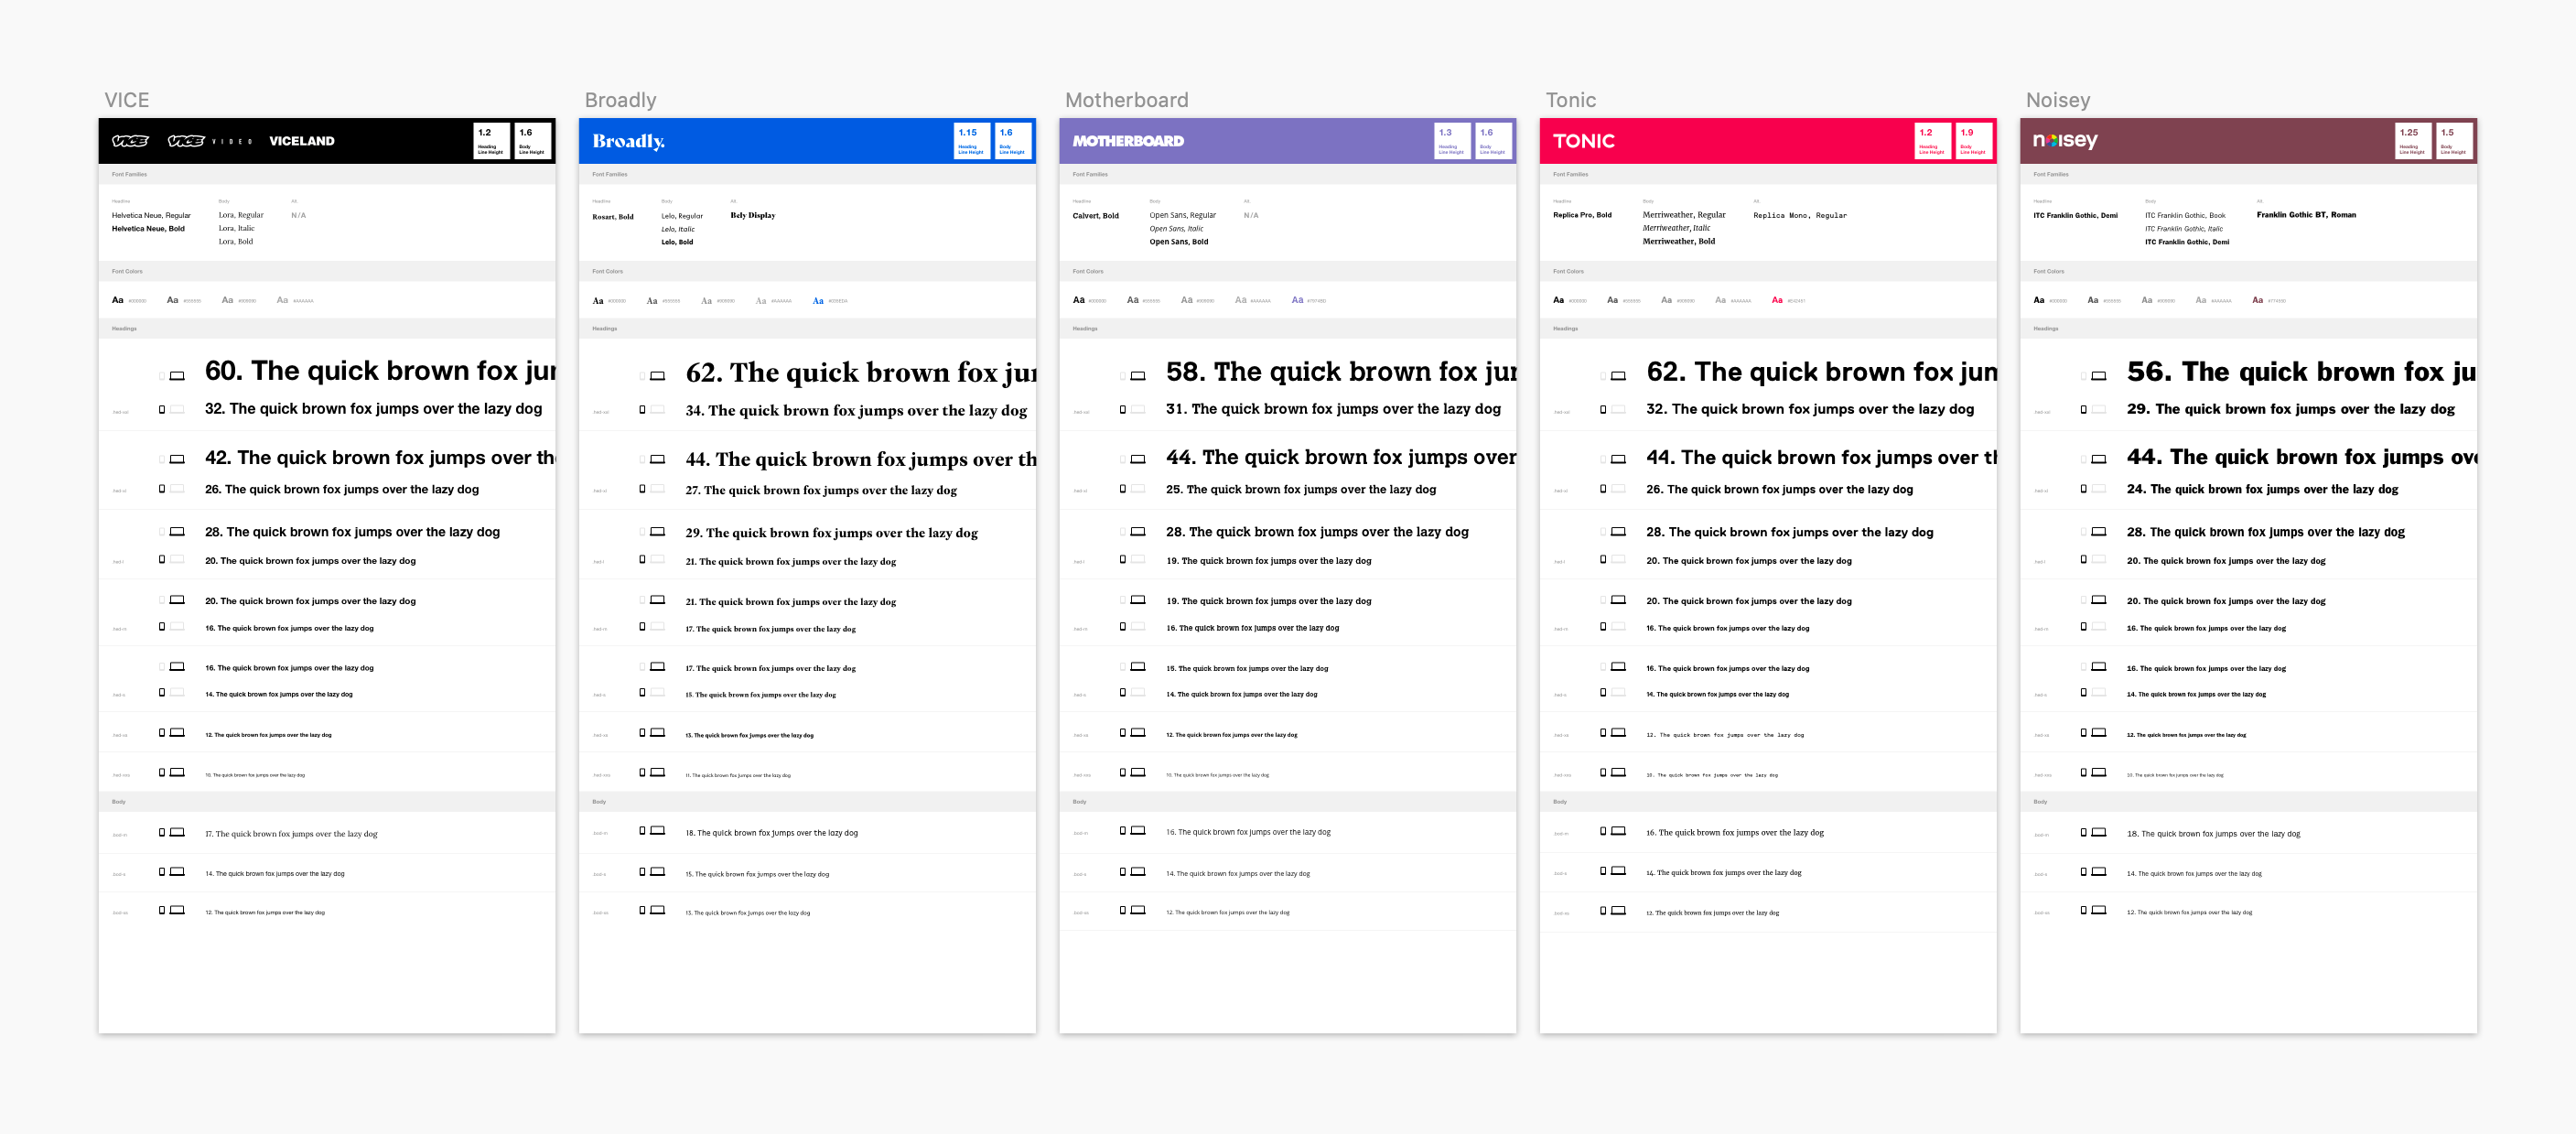 VICE
VICE VICE VIDEO VICELAND
1.2 1.6
Heading Line Height
Body Line Height
Font Families
Headline Body Alt.
Helvetica Neue, Regular Lora, Regular N/A
Helvetica Neue, Bold Lora, Italic
Lora, Bold
Font Colors
Aa #000000 Aa Aa Aa #AAAAAA
Headings
60. The quick brown fox jur
32. The quick brown fox jumps over the lazy dog
42. The quick brown fox jumps over th
26. The quick brown fox jumps over the lazy dog
28. The quick brown fox jumps over the lazy dog
20. The quick brown fox jumps over the lazy dog
20. The quick brown fox jumps over the lazy dog
16. The quick brown fox jumps over the lazy dog
16. The quick brown fox jumps over the lazy dog
14. The quick brown fox jumps over the lazy dog
12. The quick brown fox jumps over the lazy dog
10. The quick brown fox jumps over the lazy dog
Body
17. The quick brown fox jumps over the lazy dog
14. The quick brown fox jumps over the lazy dog
12. The quick brown fox jumps over the lazy dog
Broadly
Broadly.
1.15 1.6
Heading Line Height
Body Line Height
Font Families
Headline Body Alt.
Rosart, Bold Lelo, Regular Bely Display
Lelo, Italic
Lelo, Bold
Font Colors
Aa #000000 Aa Aa Aa #AAAAAA Aa
Headings
62. The quick brown fox jur
34. The quick brown fox jumps over the lazy dog
44. The quick brown fox jumps over th
27. The quick brown fox jumps over the lazy dog
29. The quick brown fox jumps over the lazy dog
21. The quick brown fox jumps over the lazy dog
21. The quick brown fox jumps over the lazy dog
17. The quick brown fox jumps over the lazy dog
17. The quick brown fox jumps over the lazy dog
15. The quick brown fox jumps over the lazy dog
13. The quick brown fox jumps over the lazy dog
11. The quick brown fox jumps over the lazy dog
Body
18. The quick brown fox jumps over the lazy dog
15. The quick brown fox jumps over the lazy dog
13. The quick brown fox jumps over the lazy dog
Motherboard
MOTHERBOARD
1.3 1.6
Heading Line Height
Body Line Height
Font Families
Headline Body Alt.
Calvert, Bold Open Sans, Regular N/A
Open Sans, Italic
Open Sans, Bold
Font Colors
Aa #000000 Aa Aa Aa #AAAAAA Aa
Headings
58. The quick brown fox jur
31. The quick brown fox jumps over the lazy dog
44. The quick brown fox jumps over
25. The quick brown fox jumps over the lazy dog
28. The quick brown fox jumps over the lazy dog
19. The quick brown fox jumps over the lazy dog
19. The quick brown fox jumps over the lazy dog
16. The quick brown fox jumps over the lazy dog
15. The quick brown fox jumps over the lazy dog
14. The quick brown fox jumps over the lazy dog
12. The quick brown fox jumps over the lazy dog
10. The quick brown fox jumps over the lazy dog
Body
16. The quick brown fox jumps over the lazy dog
14. The quick brown fox jumps over the lazy dog
12. The quick brown fox jumps over the lazy dog
Tonic
TONIC
1.2 1.9
Heading Line Height
Body Line Height
Font Families
Headline Body Alt.
Replica Pro, Bold Merriweather, Regular Replica Mono, Regular
Merriweather, Italic
Merriweather, Bold
Font Colors
Aa #000000 Aa Aa Aa #AAAAAA Aa
Headings
62. The quick brown fox jum
32. The quick brown fox jumps over the lazy dog
44. The quick brown fox jumps over th
26. The quick brown fox jumps over the lazy dog
28. The quick brown fox jumps over the lazy dog
20. The quick brown fox jumps over the lazy dog
20. The quick brown fox jumps over the lazy dog
16. The quick brown fox jumps over the lazy dog
16. The quick brown fox jumps over the lazy dog
14. The quick brown fox jumps over the lazy dog
12. The quick brown fox jumps over the lazy dog
10. The quick brown fox jumps over the lazy dog
Body
16. The quick brown fox jumps over the lazy dog
14. The quick brown fox jumps over the lazy dog
12. The quick brown fox jumps over the lazy dog
Noisey
noisey
1.25 1.5
Heading Line Height
Body Line Height
Font Families
Headline Body Alt.
ITC Franklin Gothic, Demi ITC Franklin Gothic, Book Franklin Gothic BT, Roman
ITC Franklin Gothic, Italic
ITC Franklin Gothic, Demi
Font Colors
Aa #000000 Aa Aa Aa #AAAAAA Aa
Headings
56. The quick brown fox ju
29. The quick brown fox jumps over the lazy dog
44. The quick brown fox jumps ov
24. The quick brown fox jumps over the lazy dog
28. The quick brown fox jumps over the lazy dog
20. The quick brown fox jumps over the lazy dog
20. The quick brown fox jumps over the lazy dog
16. The quick brown fox jumps over the lazy dog
16. The quick brown fox jumps over the lazy dog
14. The quick brown fox jumps over the lazy dog
12. The quick brown fox jumps over the lazy dog
10. The quick brown fox jumps over the lazy dog
Body
18. The quick brown fox jumps over the lazy dog
14. The quick brown fox jumps over the lazy dog
12. The quick brown fox jumps over the lazy dog